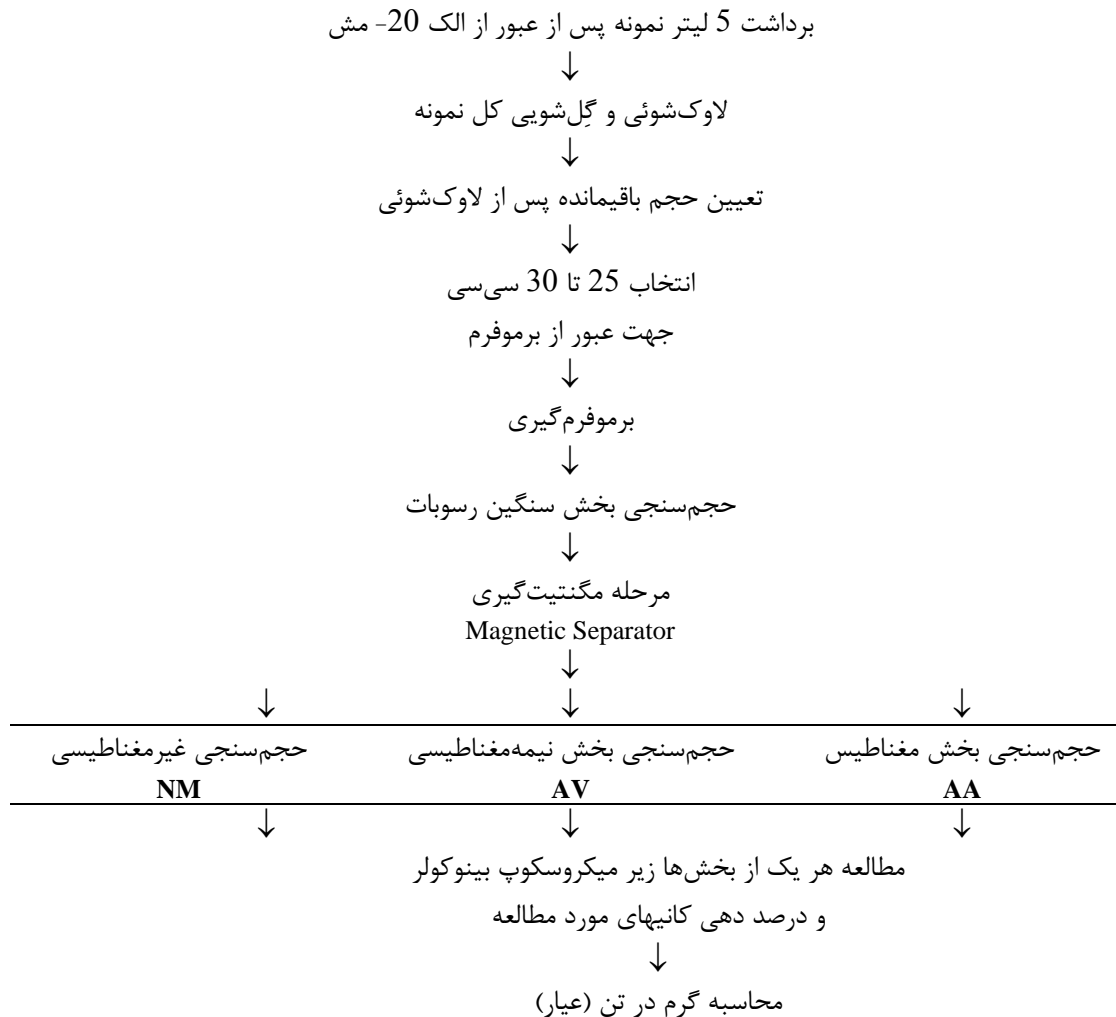 برداشت 5 لیتر نمونه پس از عبور از الک 20- مش
↓
لاوک‌شوئی و گِل‌شویی کل نمونه
↓
تعیین حجم باقیمانده پس از لاوک‌شوئی
↓
انتخاب 25 تا 30 سی‌سی
جهت عبور از برموفرم
↓
برموفرم‌گیری
↓
حجم‌سنجی بخش سنگین رسوبات
↓
مرحله مگنتیت‌گیری
Magnetic Separator
↓
↓ ↓ ↓
حجم‌سنجی بخش مغناطیس حجم‌سنجی بخش نیمه‌مغناطیسی حجم‌سنجی غیرمغناطیسی
AA AV NM
↓ ↓ ↓
مطالعه هر یک از بخش‌ها زیر میکروسکوپ بینوکولر
و درصد دهی کانیهای مورد مطالعه
↓
محاسبه گرم در تن (عیار)